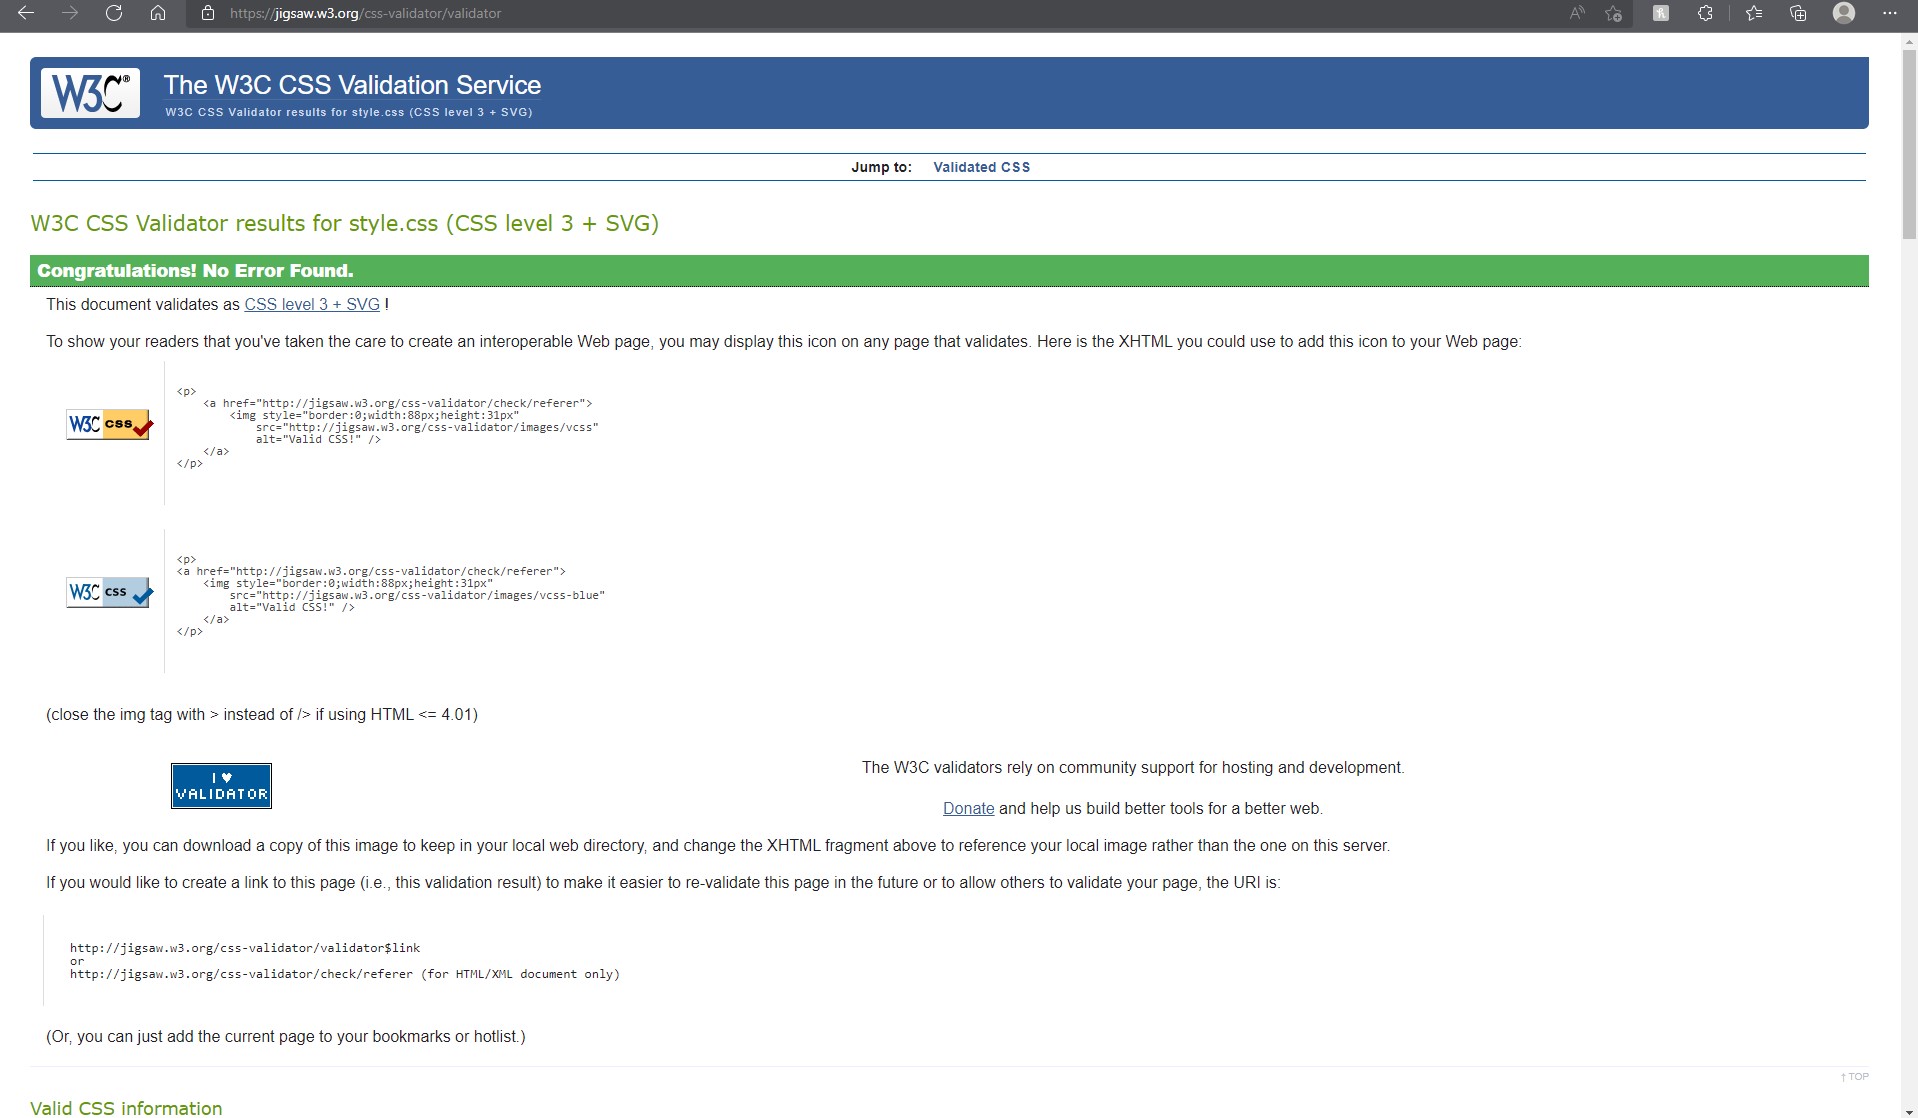 https://jigsaw.w3.org/css-validator/validator
W3C® The W3C CSS Validation Service
W3C CSS Validator results for style.css (CSS level 3 + SVG)
Jump to: Validated CSS
W3C CSS Validator results for style.css (CSS level 3 + SVG)
Congratulations! No Error Found.
This document validates as CSS level 3 + SVG !
To show your readers that you've taken the care to create an interoperable Web page, you may display this icon on any page that validates. Here is the XHTML you could use to add this icon to your Web page:
W3C css
<p>
<a href="http://jigsaw.w3.org/css-validator/check/referer">
<img style="border:0;width:88px;height:31px"
src="http://jigsaw.w3.org/css-validator/images/vcss"
alt="Valid CSS!" />
</a>
</p>
W3C css
<p>
<a href="http://jigsaw.w3.org/css-validator/check/referer">
<img style="border:0;width:88px;height:31px"
src="http://jigsaw.w3.org/css-validator/images/vcss-blue"
alt="Valid CSS!" />
</a>
</p>
(close the img tag with > instead of /> if using HTML <= 4.01)
I ♥
VALIDATOR
The W3C validators rely on community support for hosting and development.
Donate and help us build better tools for a better web.
If you like, you can download a copy of this image to keep in your local web directory, and change the XHTML fragment above to reference your local image rather than the one on this server.
If you would like to create a link to this page (i.e., this validation result) to make it easier to re-validate this page in the future or to allow others to validate your page, the URI is:
http://jigsaw.w3.org/css-validator/validator$link
or
http://jigsaw.w3.org/css-validator/check/referer (for HTML/XML document only)
(Or, you can just add the current page to your bookmarks or hotlist.)
↑ TOP
Valid CSS information